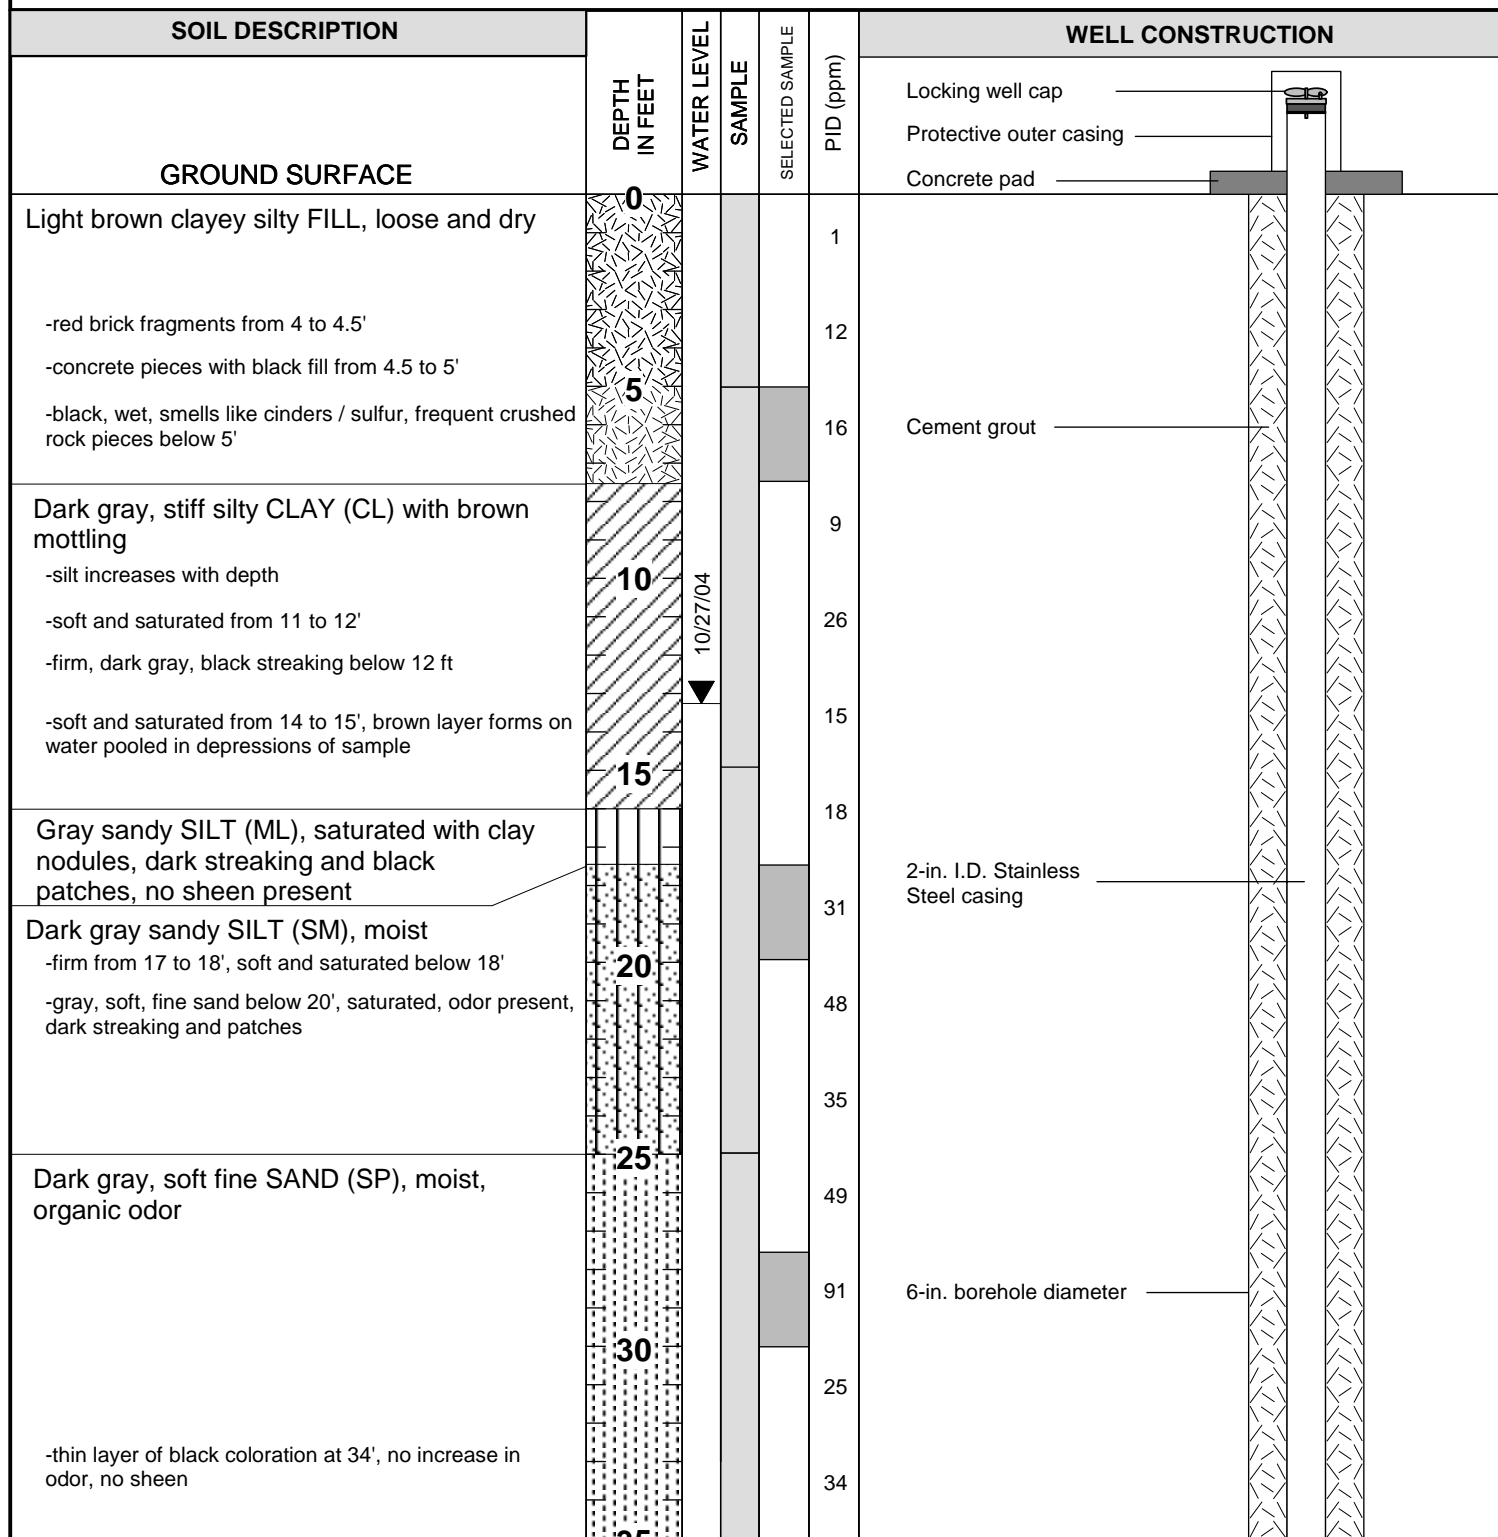 SOIL DESCRIPTION
GROUND SURFACE
DEPTH
IN FEET
WATER LEVEL
SAMPLE
SELECTED SAMPLE
PID (ppm)
WELL CONSTRUCTION
Locking well cap
Protective outer casing
Concrete pad
0
Light brown clayey silty FILL, loose and dry
1
-red brick fragments from 4 to 4.5'
12
-concrete pieces with black fill from 4.5 to 5'
5
-black, wet, smells like cinders / sulfur, frequent crushed
rock pieces below 5'
16
Cement grout
Dark gray, stiff silty CLAY (CL) with brown
mottling
9
-silt increases with depth
10
10/27/04
-soft and saturated from 11 to 12'
26
-firm, dark gray, black streaking below 12 ft
-soft and saturated from 14 to 15', brown layer forms on
water pooled in depressions of sample
15
15
Gray sandy SILT (ML), saturated with clay
nodules, dark streaking and black
patches, no sheen present
18
2-in. I.D. Stainless
Steel casing
Dark gray sandy SILT (SM), moist
31
-firm from 17 to 18', soft and saturated below 18'
20
-gray, soft, fine sand below 20', saturated, odor present,
dark streaking and patches
48
35
25
Dark gray, soft fine SAND (SP), moist,
organic odor
49
91
6-in. borehole diameter
30
25
-thin layer of black coloration at 34', no increase in
odor, no sheen
34
35